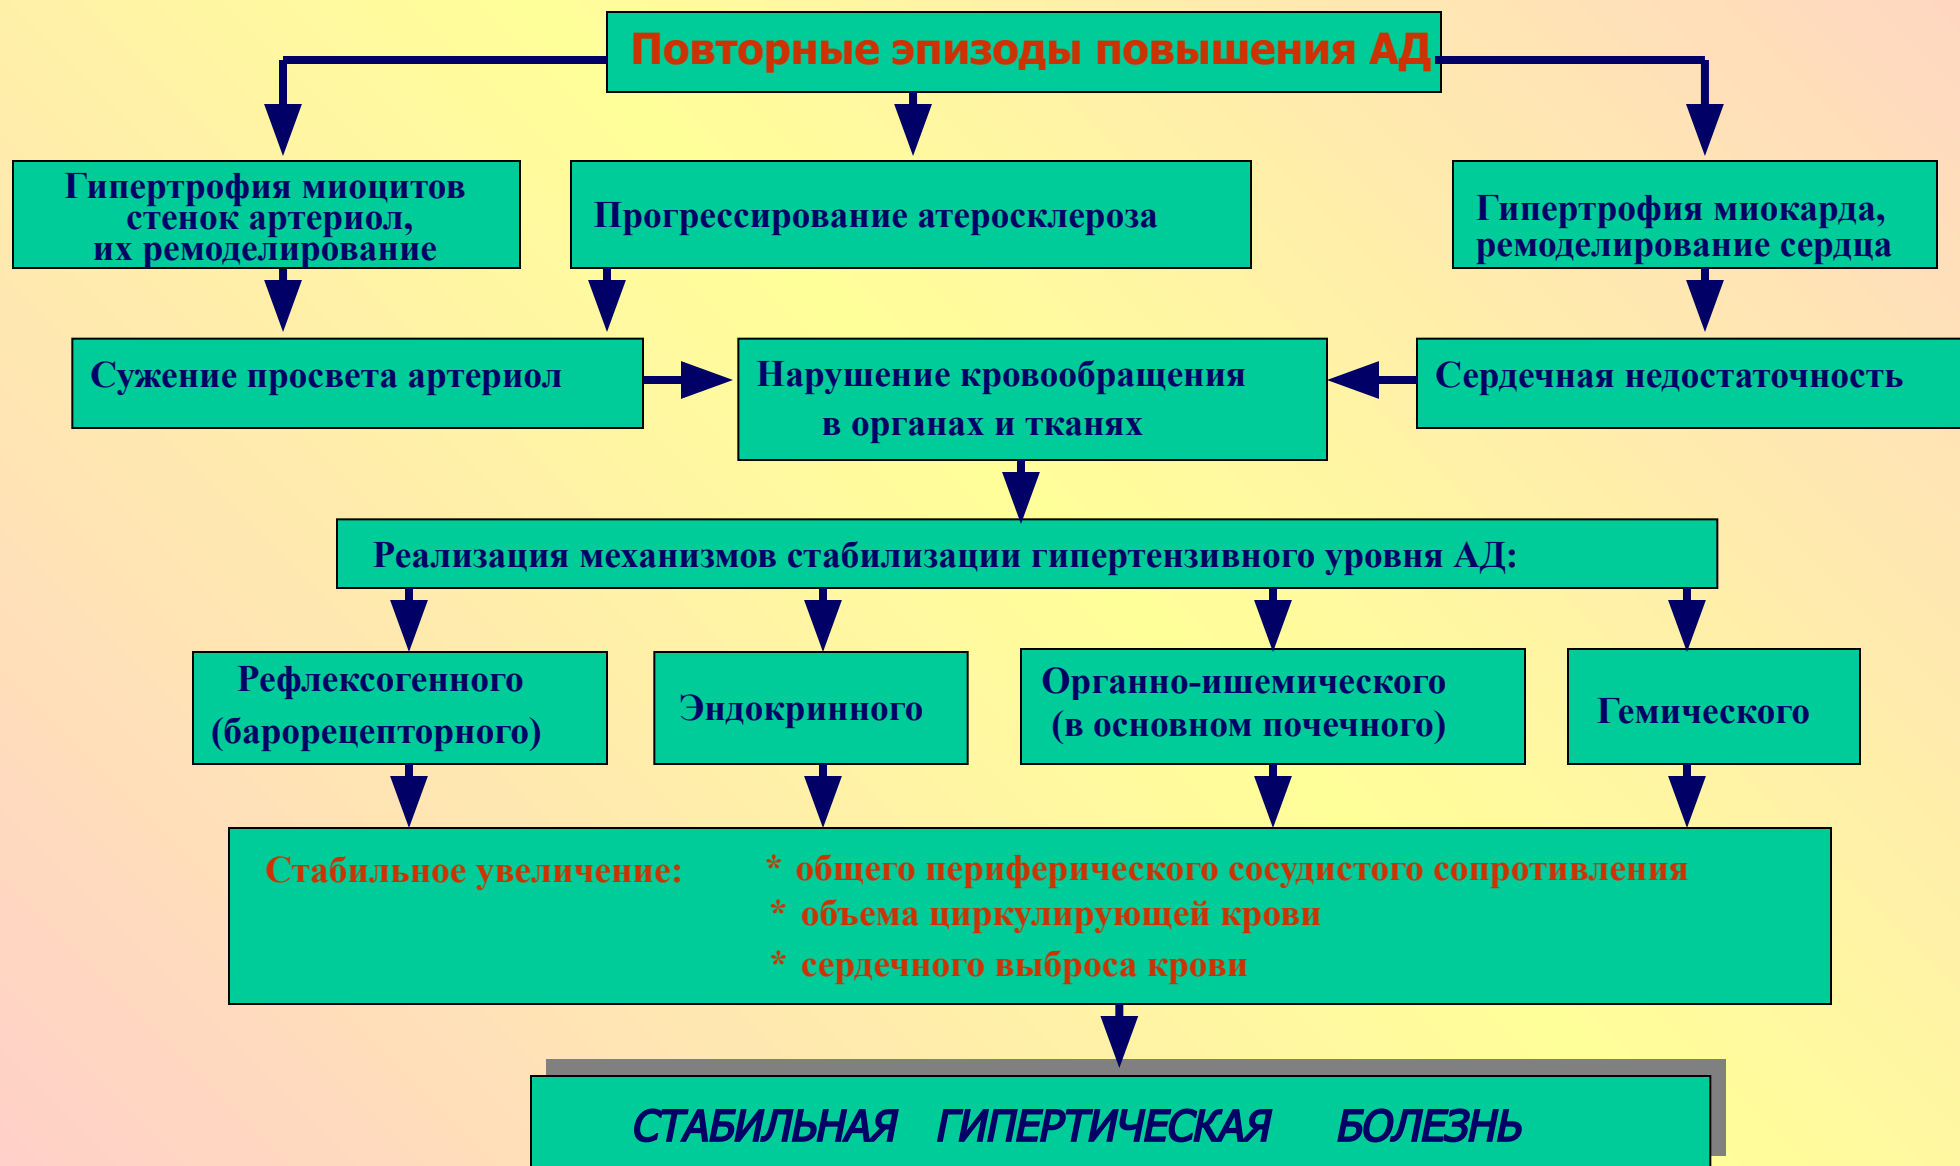 Повторные эпизоды повышения АД
Гипертрофия миоцитов
стенок артериол,
их ремоделирование
Прогрессирование атеросклероза
Гипертрофия миокарда,
ремоделирование сердца
Сужение просвета артериол
Нарушение кровообращения
в органах и тканях
Сердечная недостаточность
Реализация механизмов стабилизации гипертензивного уровня АД:
Рефлексогенного
(барорецепторного)
Эндокринного
Органно-ишемического
(в основном почечного)
Гемического
Стабильное увеличение: * общего периферического сосудистого сопротивления
* объема циркулирующей крови
* сердечного выброса крови
СТАБИЛЬНАЯ ГИПЕРТИЧЕСКАЯ БОЛЕЗНЬ